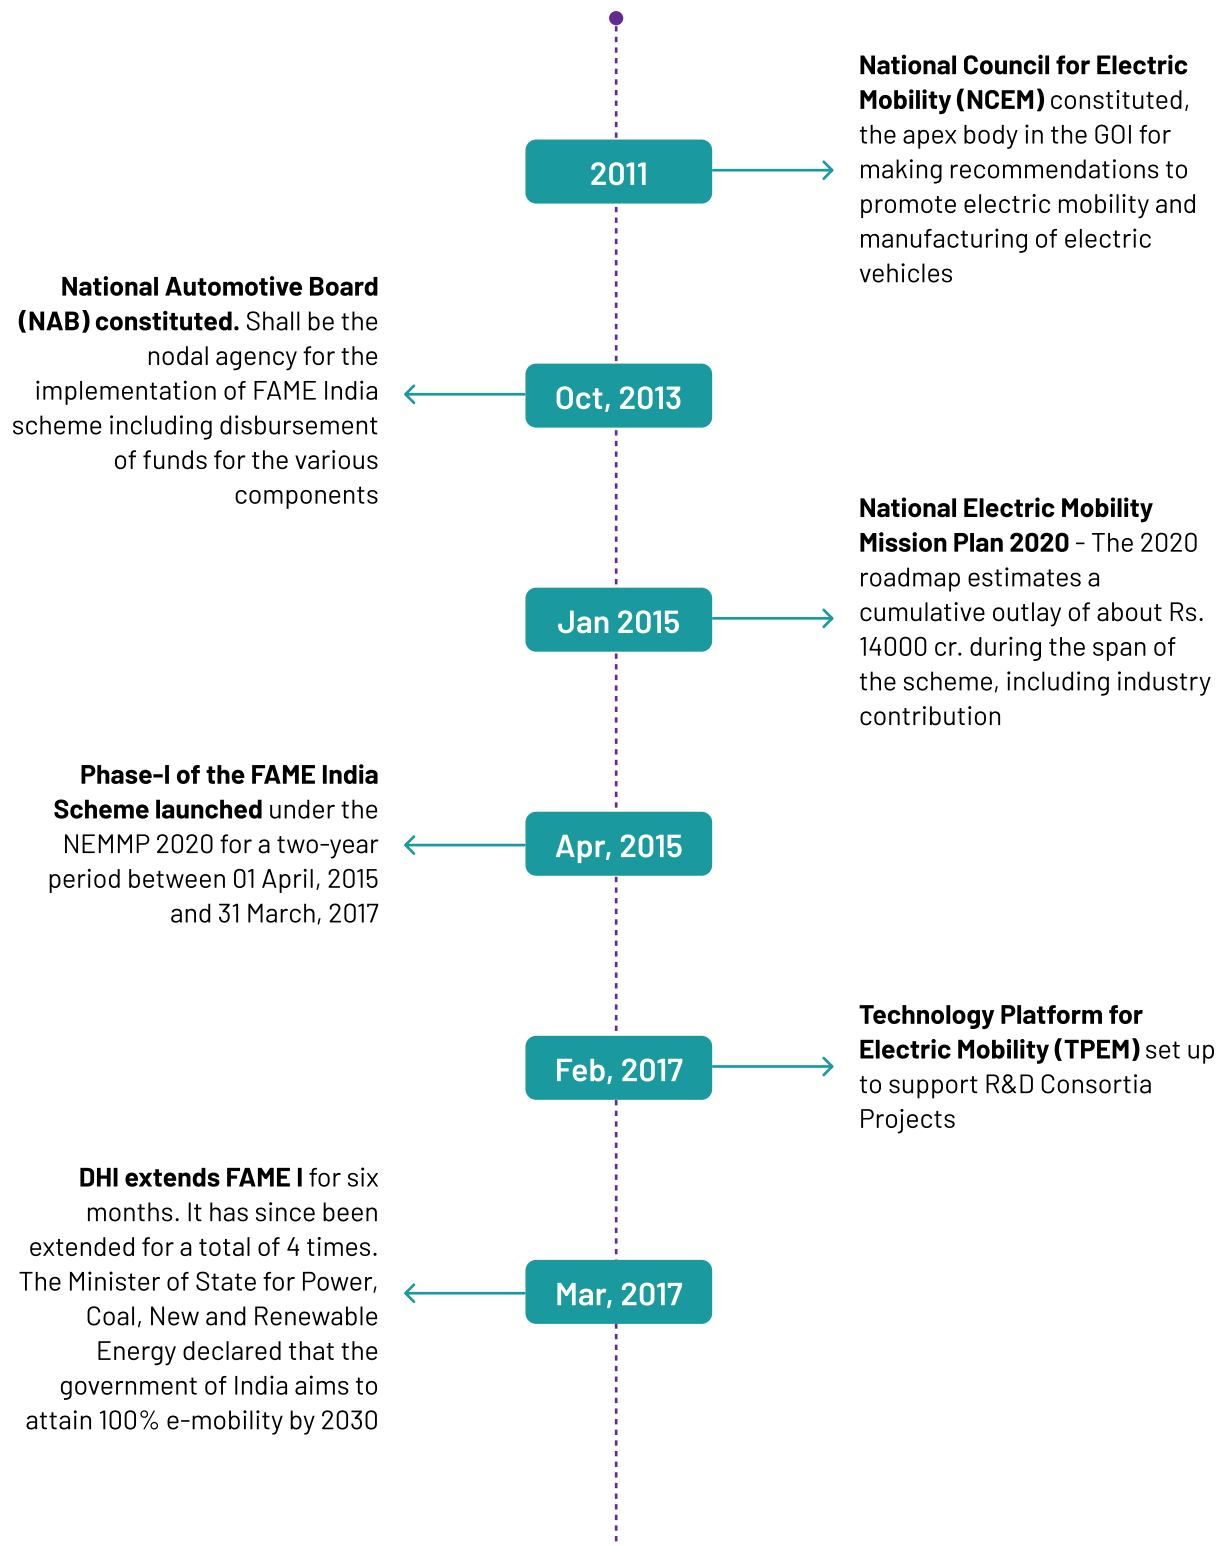 National Council for Electric
Mobility (NCEM) constituted,
the apex body in the GOI for
making recommendations to
promote electric mobility and
manufacturing of electric
vehicles
2011
National Automotive Board
(NAB) constituted. Shall be the
nodal agency for the
implementation of FAME India
scheme including disbursement
of funds for the various
components
Oct, 2013
National Electric Mobility
Mission Plan 2020 - The 2020
roadmap estimates a
cumulative outlay of about Rs.
14000 cr. during the span of
the scheme, including industry
contribution
Jan 2015
Phase-I of the FAME India
Scheme launched under the
NEMMP 2020 for a two-year
period between 01 April, 2015
and 31 March, 2017
Apr, 2015
Technology Platform for
Electric Mobility (TPEM) set up
to support R&D Consortia
Projects
Feb, 2017
DHI extends FAME I for six
months. It has since been
extended for a total of 4 times.
The Minister of State for Power,
Coal, New and Renewable
Energy declared that the
government of India aims to
attain 100% e-mobility by 2030
Mar, 2017